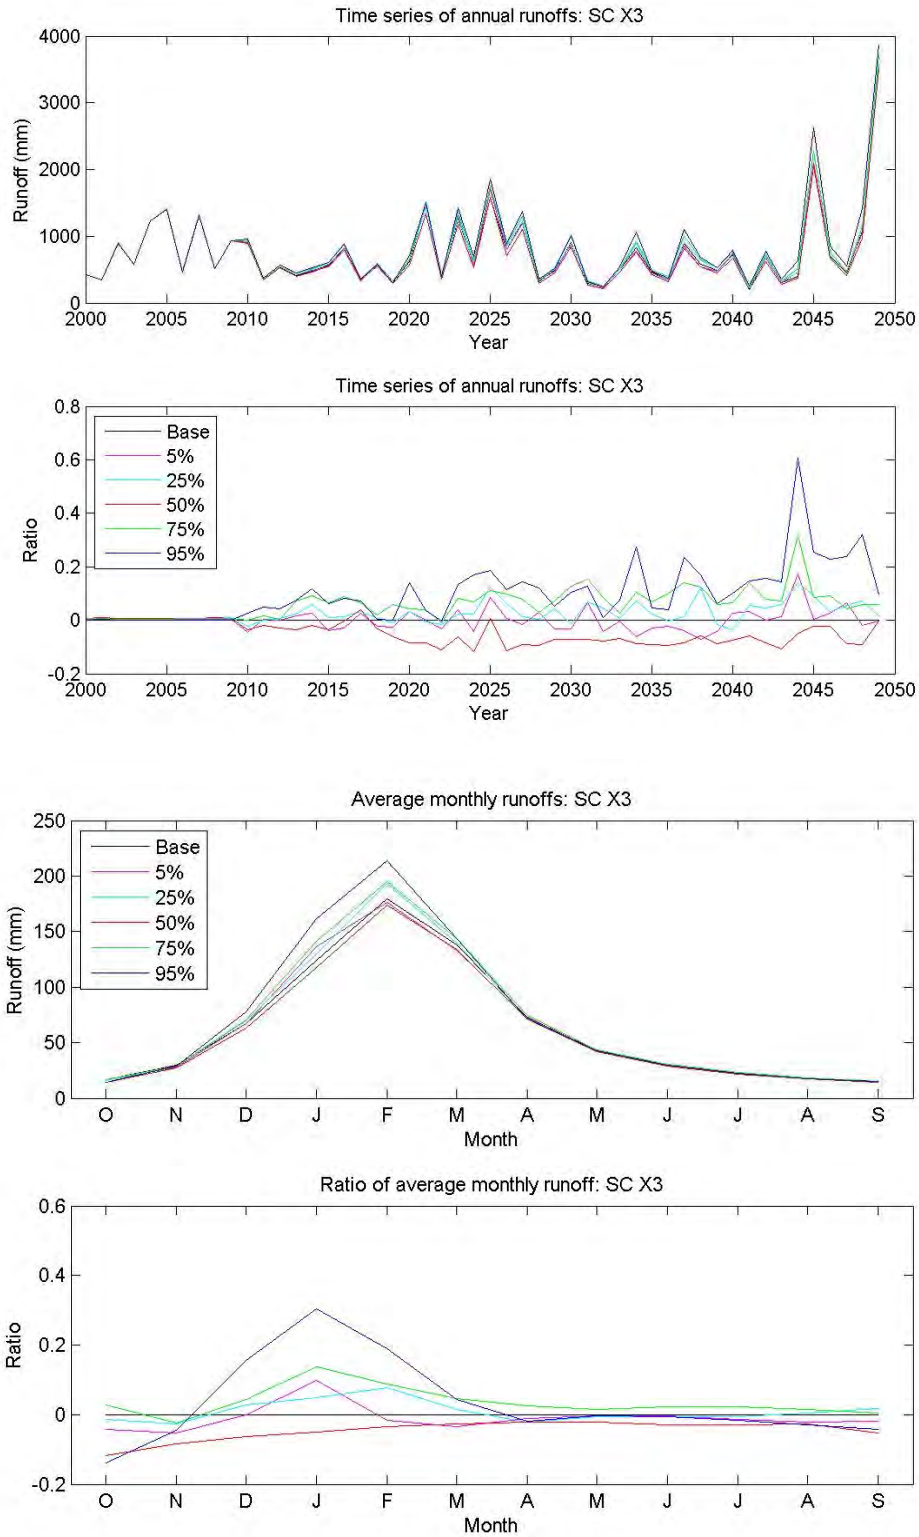 Time series of annual runoffs: SC X3
4000
3000
2000
1000
0
Runoff (mm)
2000 2005 2010 2015 2020 2025 2030 2035 2040 2045 2050
Year
Time series of annual runoffs: SC X3
0.8
0.6
0.4
0.2
0
-0.2
Ratio
Base
5%
25%
50%
75%
95%
2000 2005 2010 2015 2020 2025 2030 2035 2040 2045 2050
Year
Average monthly runoffs: SC X3
250
200
150
100
50
0
Runoff (mm)
Base
5%
25%
50%
75%
95%
O N D J F M A M J J A S
Month
Ratio of average monthly runoff: SC X3
0.6
0.4
0.2
0
-0.2
Ratio
O N D J F M A M J J A S
Month